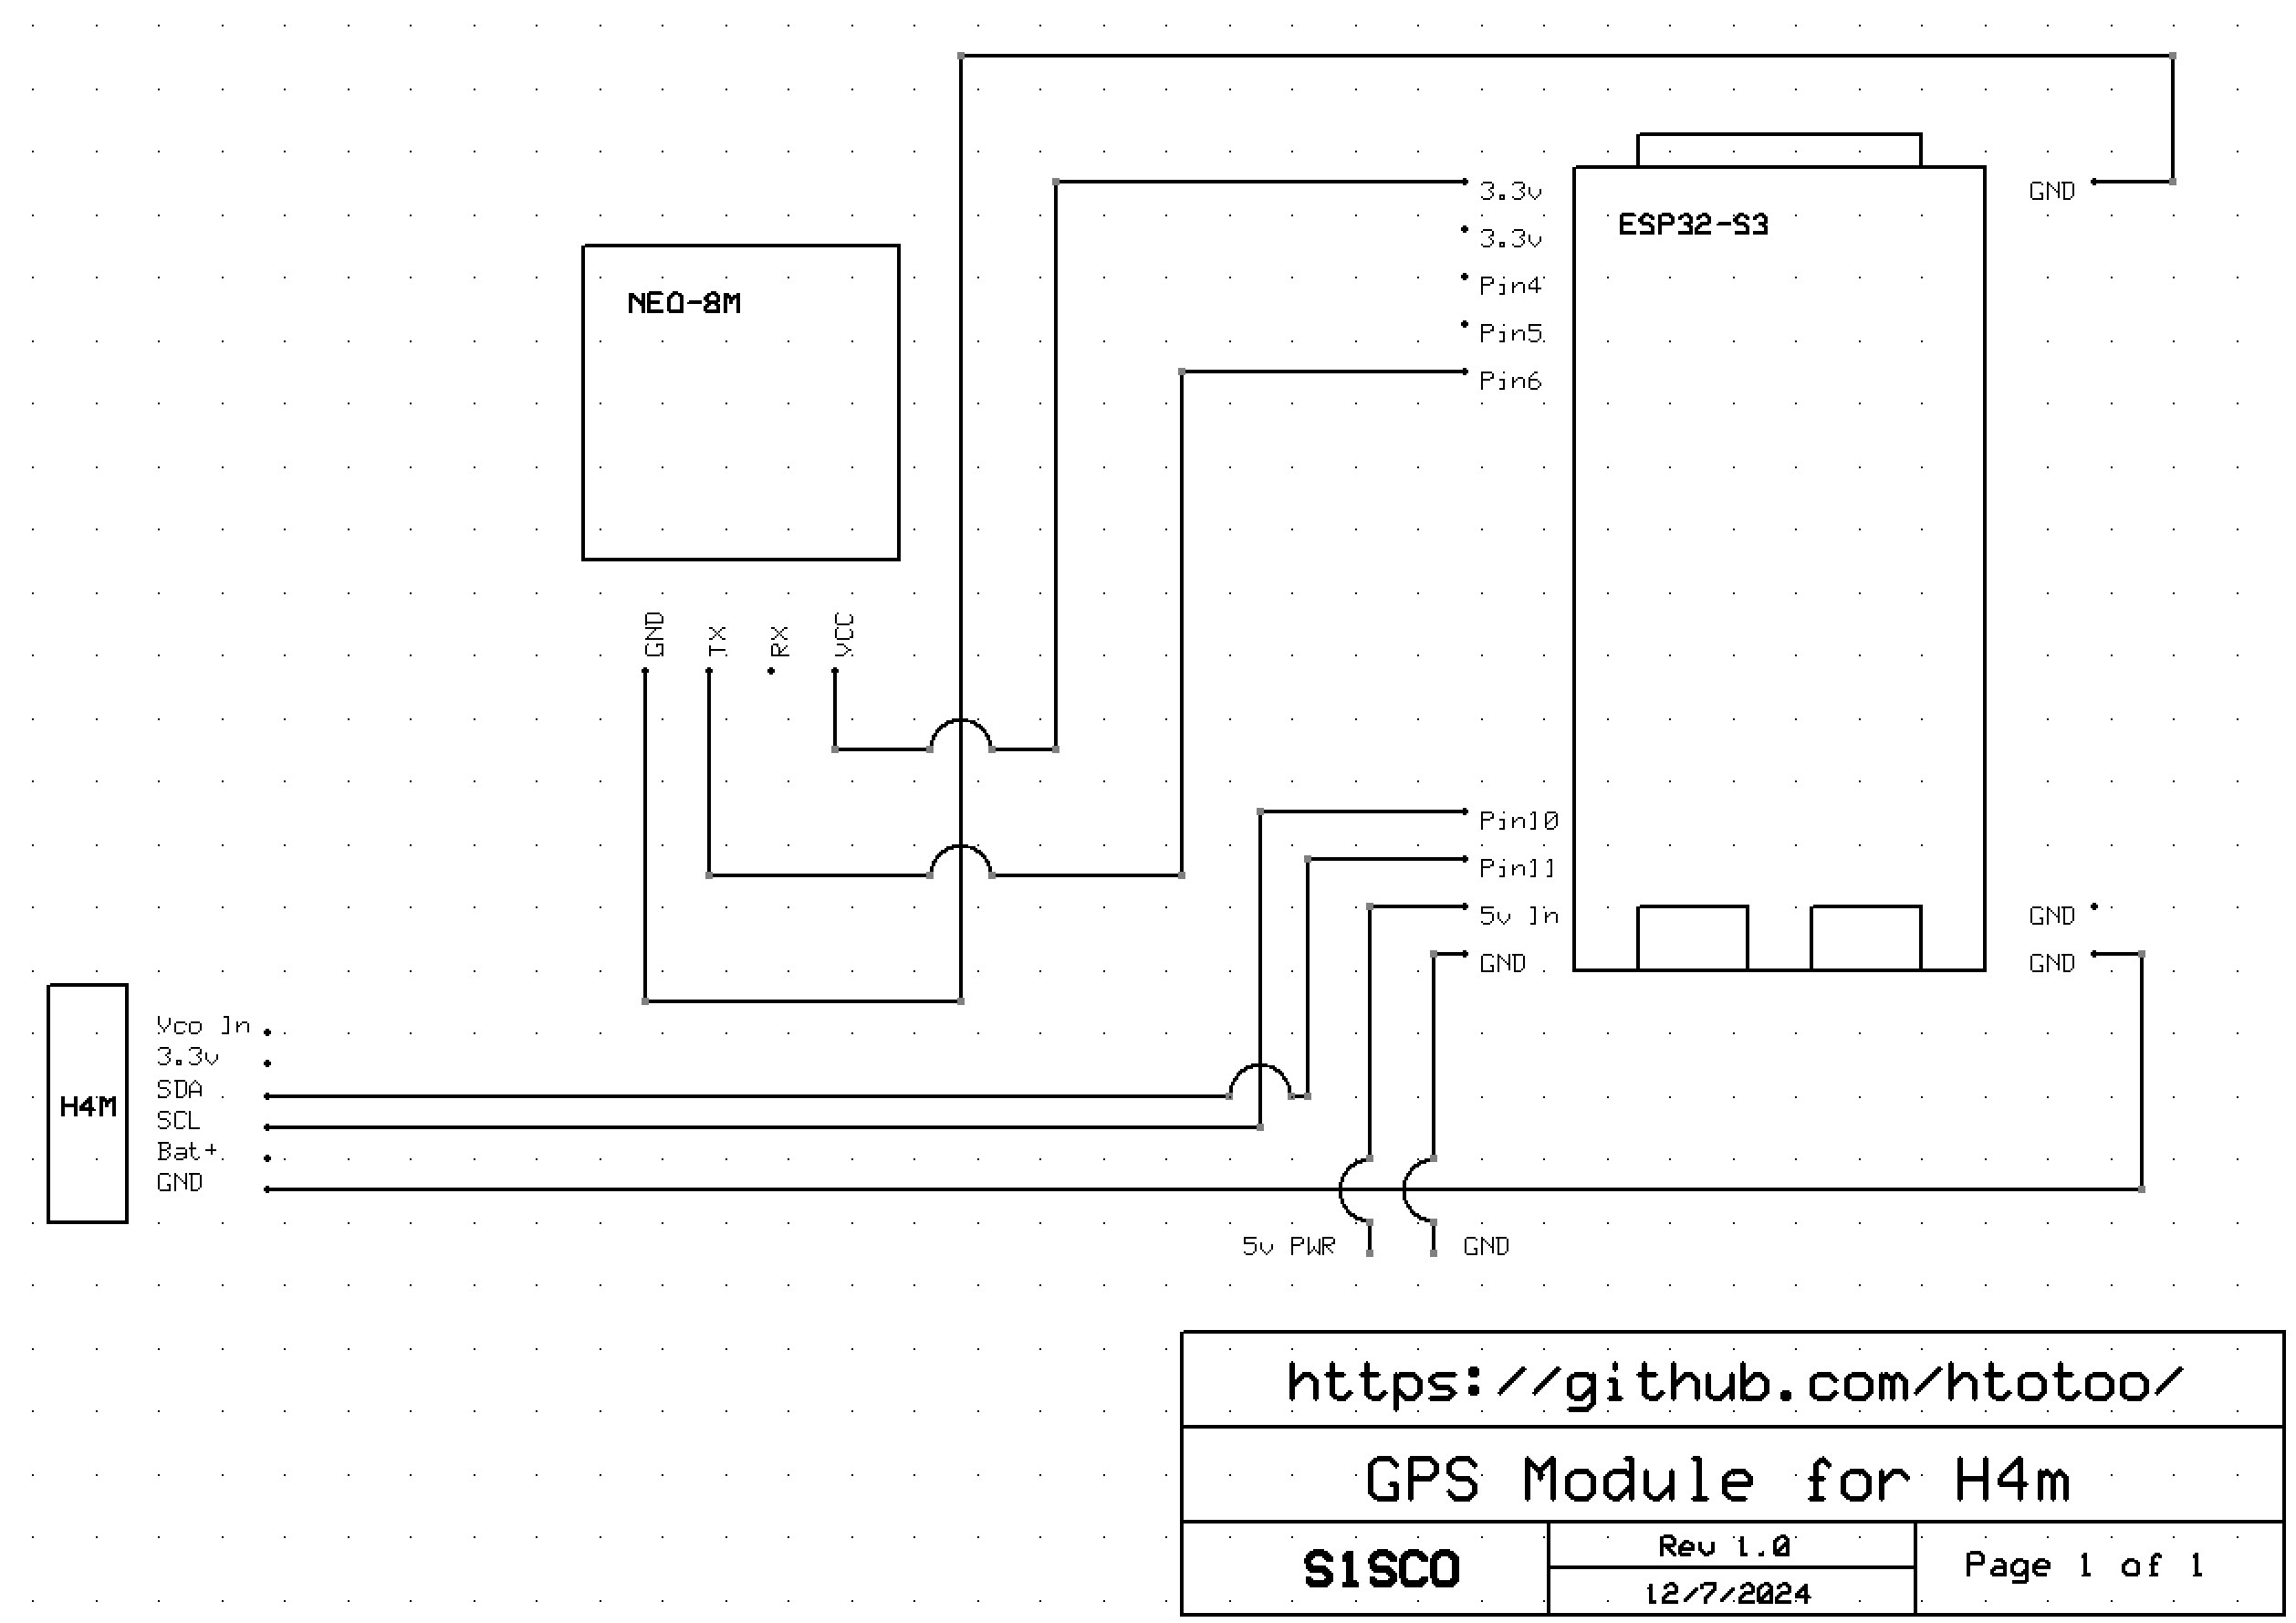 3.3v
GND
ESP32-S3
3.3v
Pin4
NEO-8M
Pin5
Pin6
GND
TX
RX
VCC
Pin10
Pin11
5v In
GND
GND
GND
H4M
Vco In
3.3v
SDA
SCL
Bat+
GND
5v PWR
GND
https://github.com/htotoo/
GPS Module for H4m
S1SCO
Rev 1.0
12/7/2024
Page 1 of 1